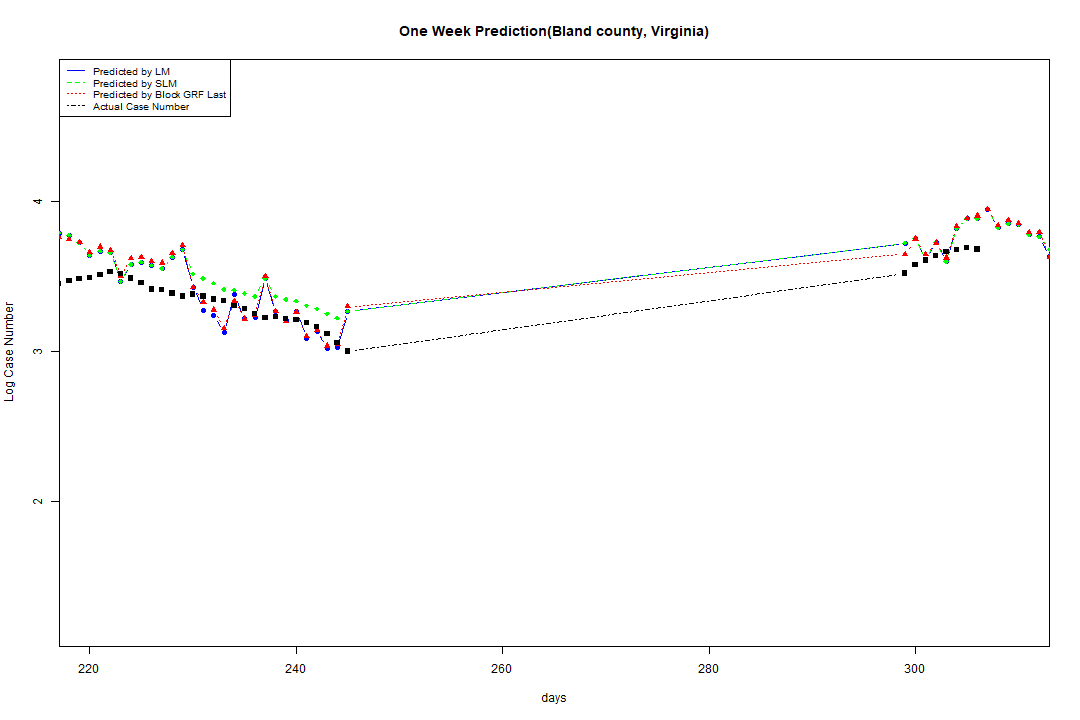 One Week Prediction(Bland county, Virginia)
Predicted by LM
Predicted by SLM
Predicted by Block GRF Last
Actual Case Number
4
3
2
Log Case Number
220 240 260 280 300
days